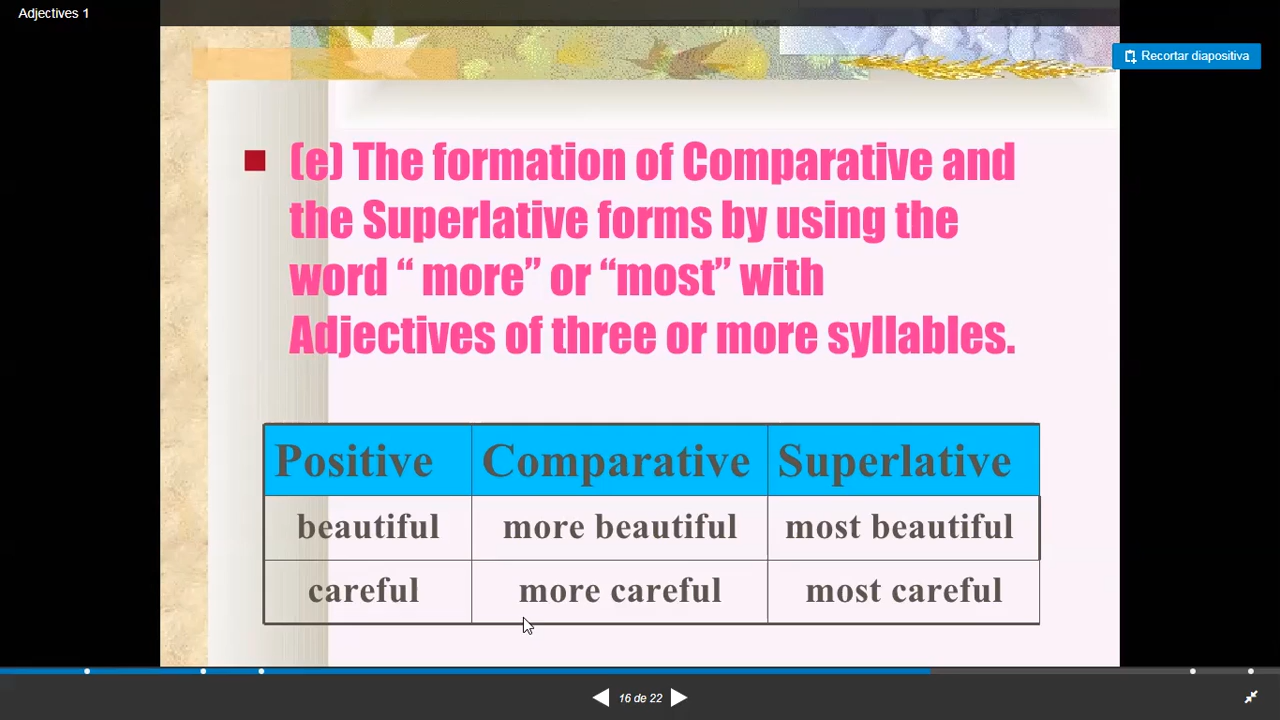 Adjectives 1
Recortar diapositiva
(e) The formation of Comparative and
the Superlative forms by using the
word “ more” or “most” with
Adjectives of three or more syllables.
Positive Comparative Superlative
beautiful more beautiful most beautiful
careful more careful most careful
16 de 22